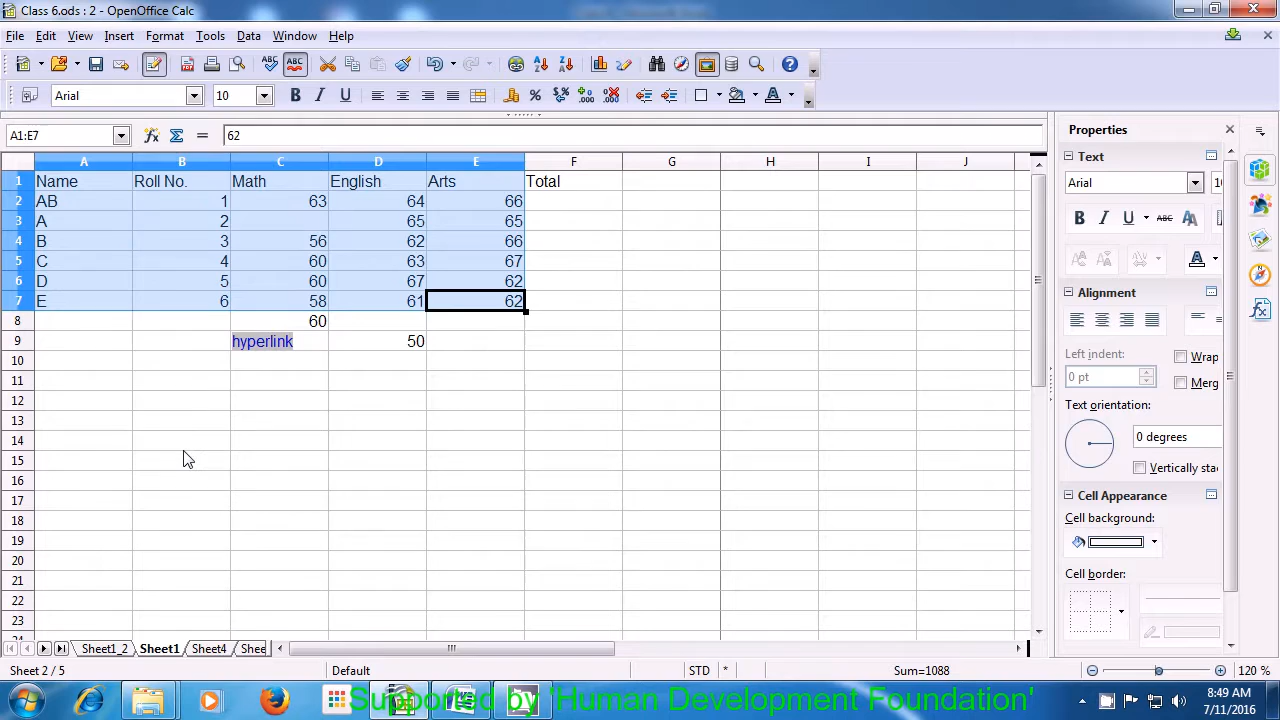 Class 6.ods : 2 - OpenOffice Calc
File Edit View Insert Format Tools Data Window Help
Arial 10
A1:E7 62
A B C D E F G H I J
1 Name Roll No. Math English Arts Total
2 AB 1 63 64 66
3 A 2 65 65
4 B 3 56 62 66
5 C 4 60 63 67
6 D 5 60 67 62
7 E 6 58 61 62
8 60
9 hyperlink 50
10
11
12
13
14
15
16
17
18
19
20
21
22
23
Properties
Text
Arial
Alignment
Left indent: Wrap
0 pt Merg
Text orientation:
0 degrees
Vertically stac
Cell Appearance
Cell background:
Cell border:
Sheet1_2 Sheet1 Sheet4 Shee
Sheet 2 / 5 Default STD * Sum=1088 120 %
Supported by 'Human Development Foundation'
8:49 AM
7/11/2016